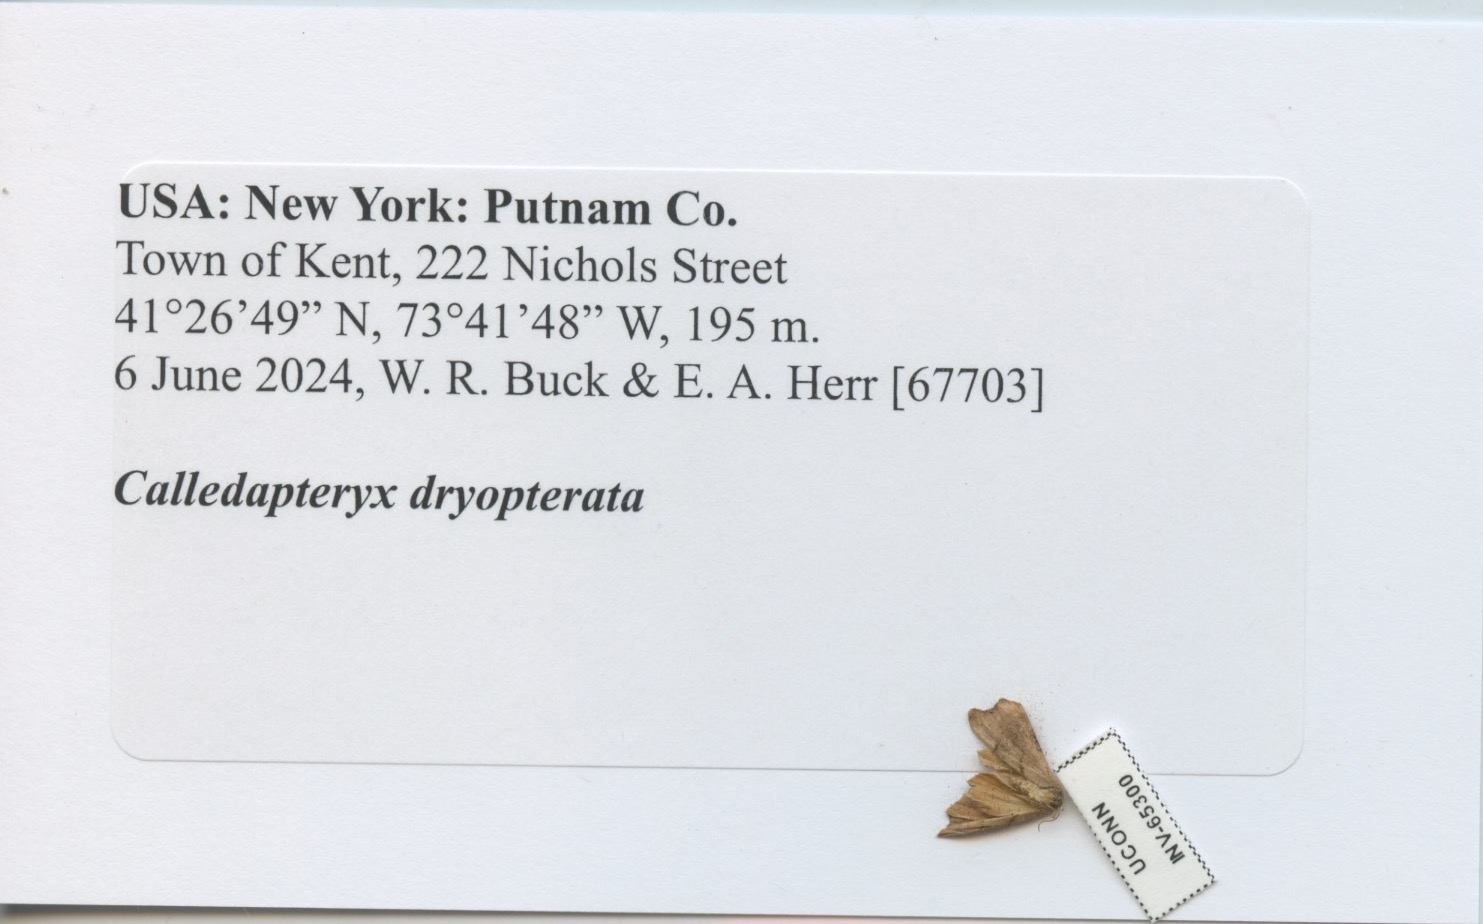 USA: New York: Putnam Co.
Town of Kent, 222 Nichols Street
41°26’49” N, 73°41’48” W, 195 m.
6 June 2024, W. R. Buck & E. A. Herr [67703]
Calledapteryx dryopterata
UCONN
INV-65300